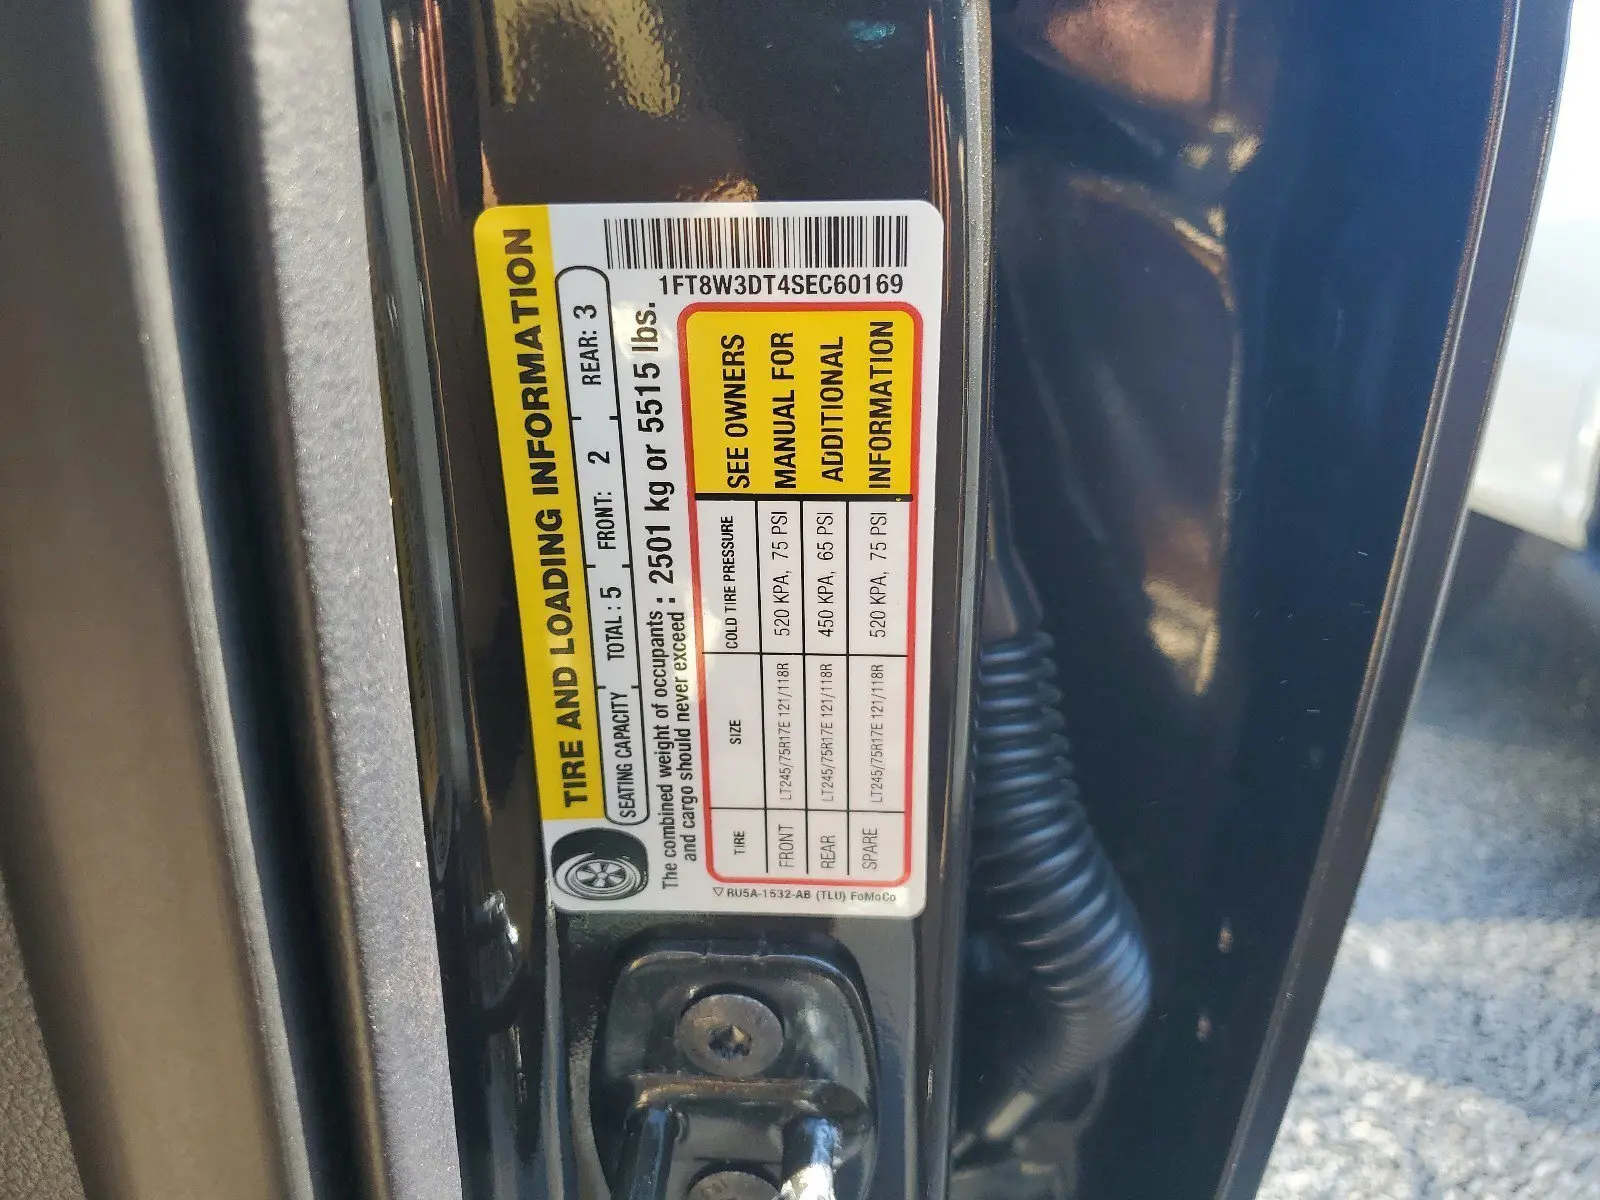 TIRE AND LOADING INFORMATION
SEATING CAPACITY TOTAL : 5 FRONT: 2 REAR: 3
The combined weight of occupants
and cargo should never exceed : 2501 kg or 5515 lbs.
1FT8W3DT4SEC60169
TIRE SIZE COLD TIRE PRESSURE
FRONT LT245/75R17E 121/118R 520 KPA, 75 PSI
REAR LT245/75R17E 121/118R 450 KPA, 65 PSI
SPARE LT245/75R17E 121/118R 520 KPA, 75 PSI
SEE OWNERS
MANUAL FOR
ADDITIONAL
INFORMATION
RU5A-1532-AB (TLU) FoMoCo